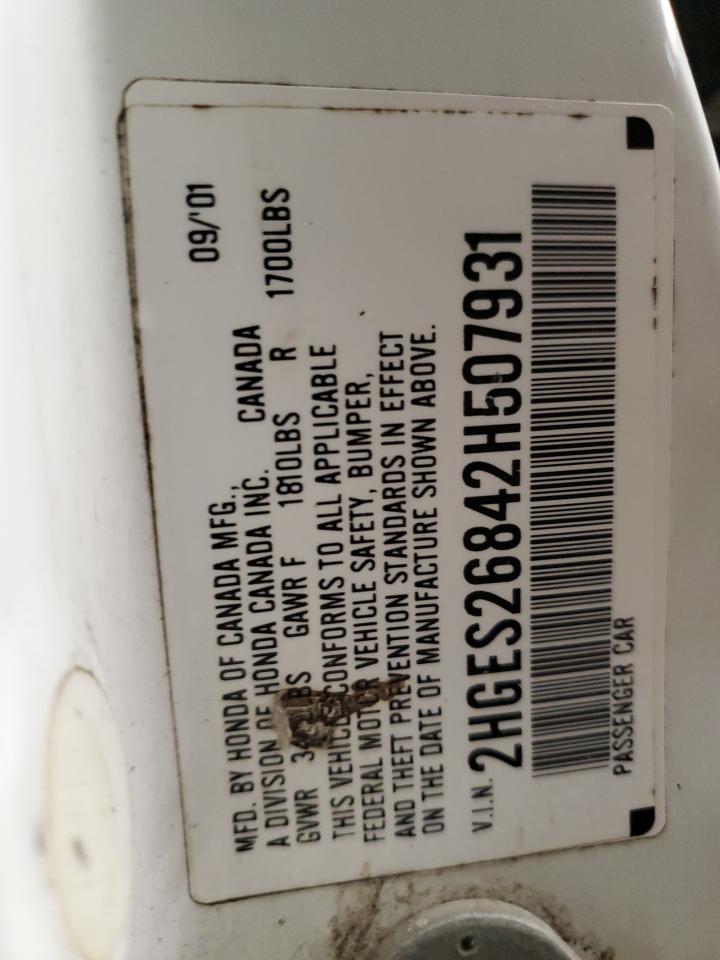 MFD. BY HONDA OF CANADA MFG., 09/'01
A DIVISION OF HONDA CANADA INC. CANADA
GVWR GAWR F 1810LBS R 1700LBS
THIS VEHICLE CONFORMS TO ALL APPLICABLE
FEDERAL MOTOR VEHICLE SAFETY, BUMPER,
AND THEFT PREVENTION STANDARDS IN EFFECT
ON THE DATE OF MANUFACTURE SHOWN ABOVE.
V.I.N. 2HGES26842H507931
PASSENGER CAR